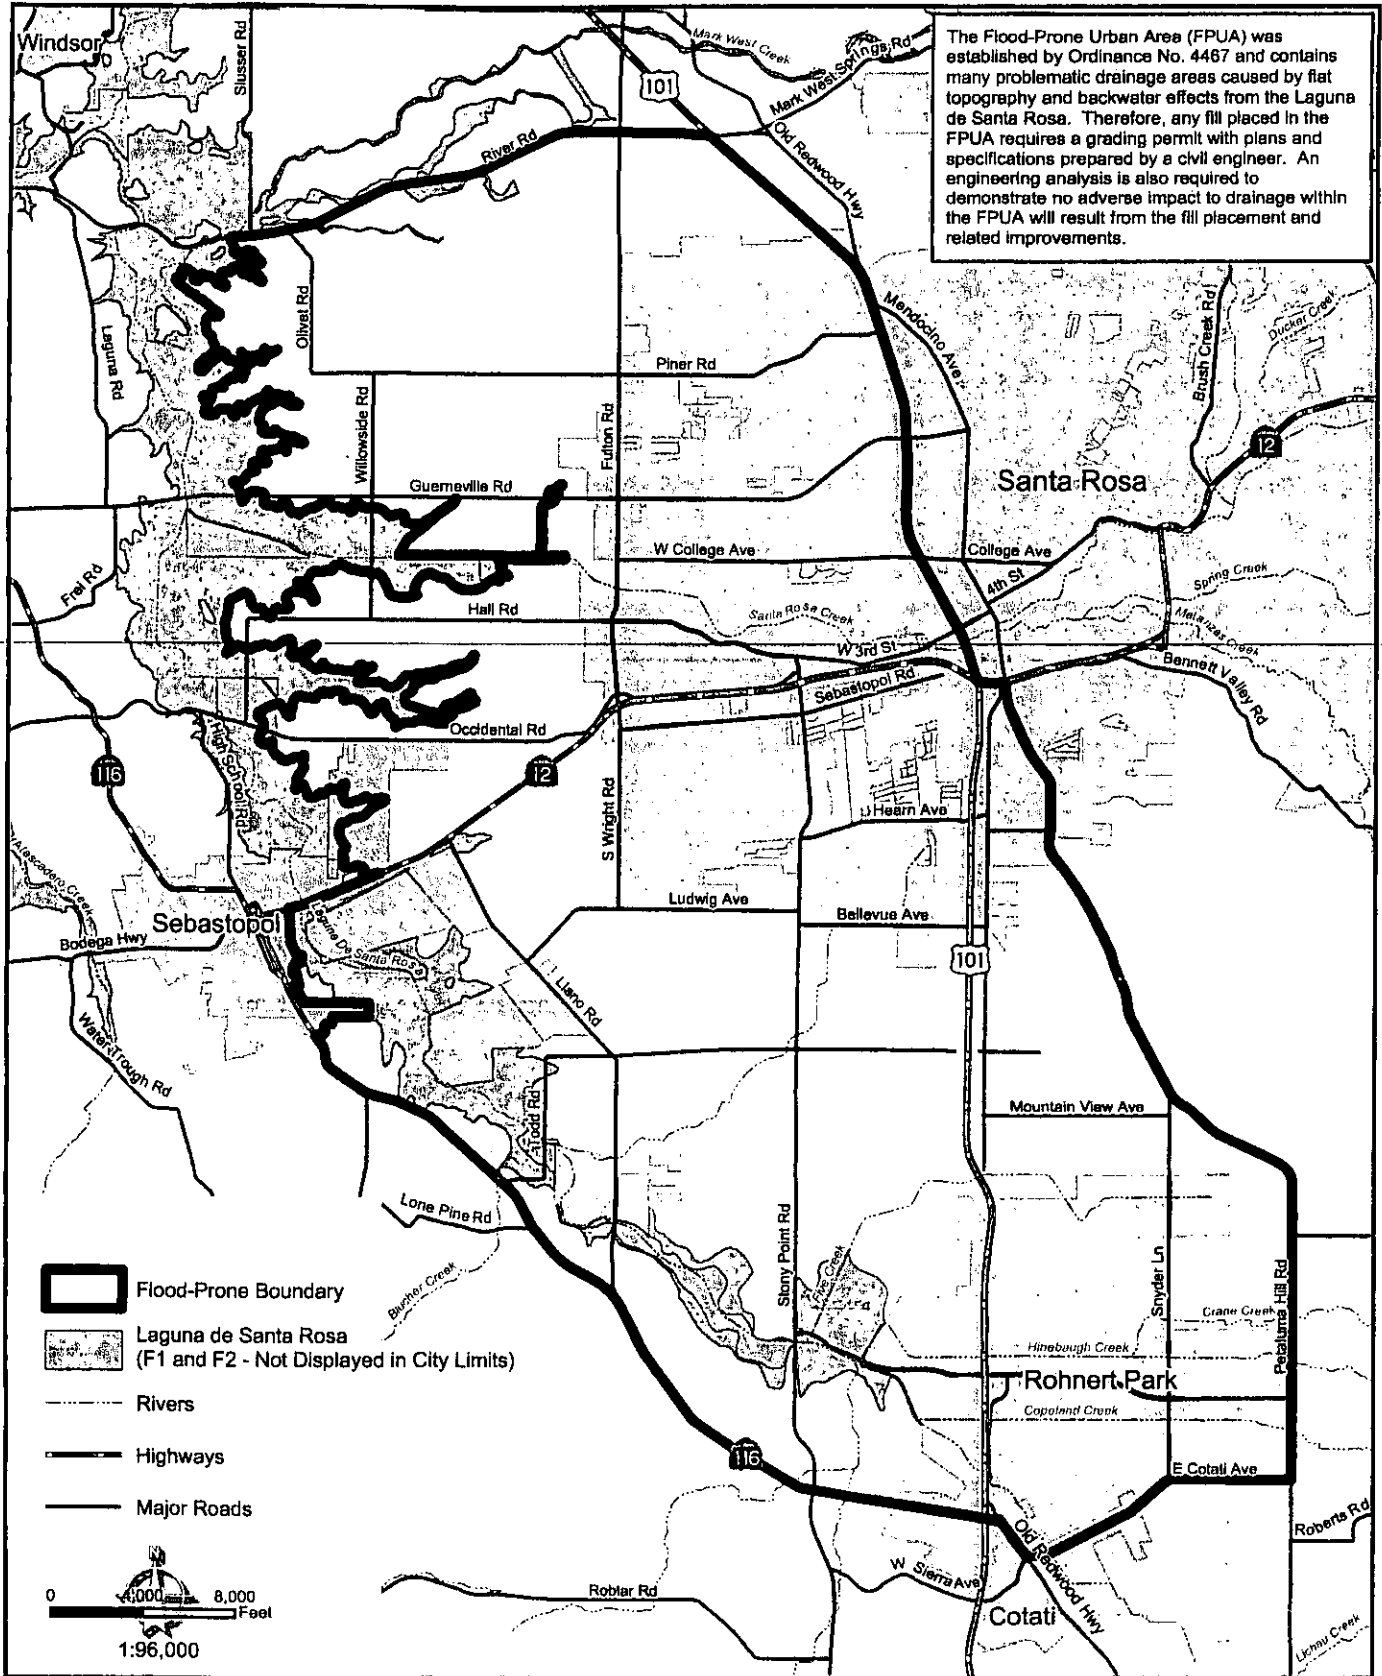 Windsor
Slusser Rd
Mark West Creek
Mark West Springs Rd
101
Old Redwood Hwy
River Rd
The Flood-Prone Urban Area (FPUA) was
established by Ordinance No. 4467 and contains
many problematic drainage areas caused by flat
topography and backwater effects from the Laguna
de Santa Rosa. Therefore, any fill placed in the
FPUA requires a grading permit with plans and
specifications prepared by a civil engineer. An
engineering analysis is also required to
demonstrate no adverse impact to drainage within
the FPUA will result from the fill placement and
related improvements.
Olivet Rd
Laguna Rd
Mendocino Ave
Brush Creek Rd
Ducker Creek
Piner Rd
Willowside Rd
Fulton Rd
12
Guerneville Rd
Santa Rosa
W College Ave
College Ave
4th St
Frei Rd
Hall Rd
Santa Rosa Creek
Spring Creek
Matanzas Creek
W 3rd St
Sebastopol Rd
Bennett Valley Rd
Occidental Rd
High School Rd
116
12
S Wright Rd
Hearn Ave
Atascadero Creek
Ludwig Ave
Bellevue Ave
Sebastopol
Bodega Hwy
Laguna De Santa Rosa
Llano Rd
101
Water Trough Rd
Todd Rd
Mountain View Ave
Lone Pine Rd
Stony Point Rd
Blucher Creek
Snyder Ln
Petaluma Hill Rd
Crane Creek
Hinebaugh Creek
Rohnert Park
Copeland Creek
116
E Cotati Ave
Old Redwood Hwy
Roberts Rd
W Sierra Ave
Roblar Rd
Cotati
Lichau Creek
Flood-Prone Boundary
Laguna de Santa Rosa
(F1 and F2 - Not Displayed in City Limits)
Rivers
Highways
Major Roads
N
0 4,000 8,000
Feet
1:96,000